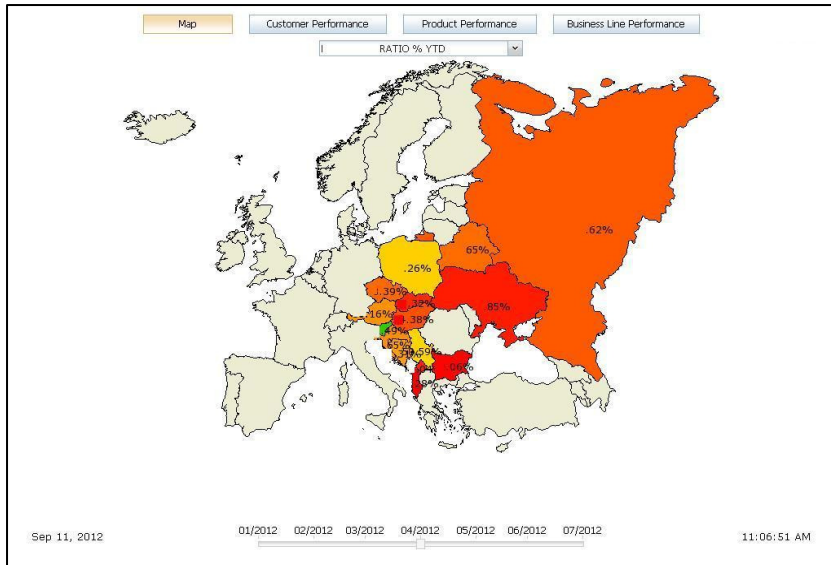 Map Customer Performance Product Performance Business Line Performance
RATIO % YTD
.62%
65%
.26%
.39%
.32%
.85%
.16%
.38%
.49%
.59%
.06%
01/2012 02/2012 03/2012 04/2012 05/2012 06/2012 07/2012
Sep 11, 2012 11:06:51 AM